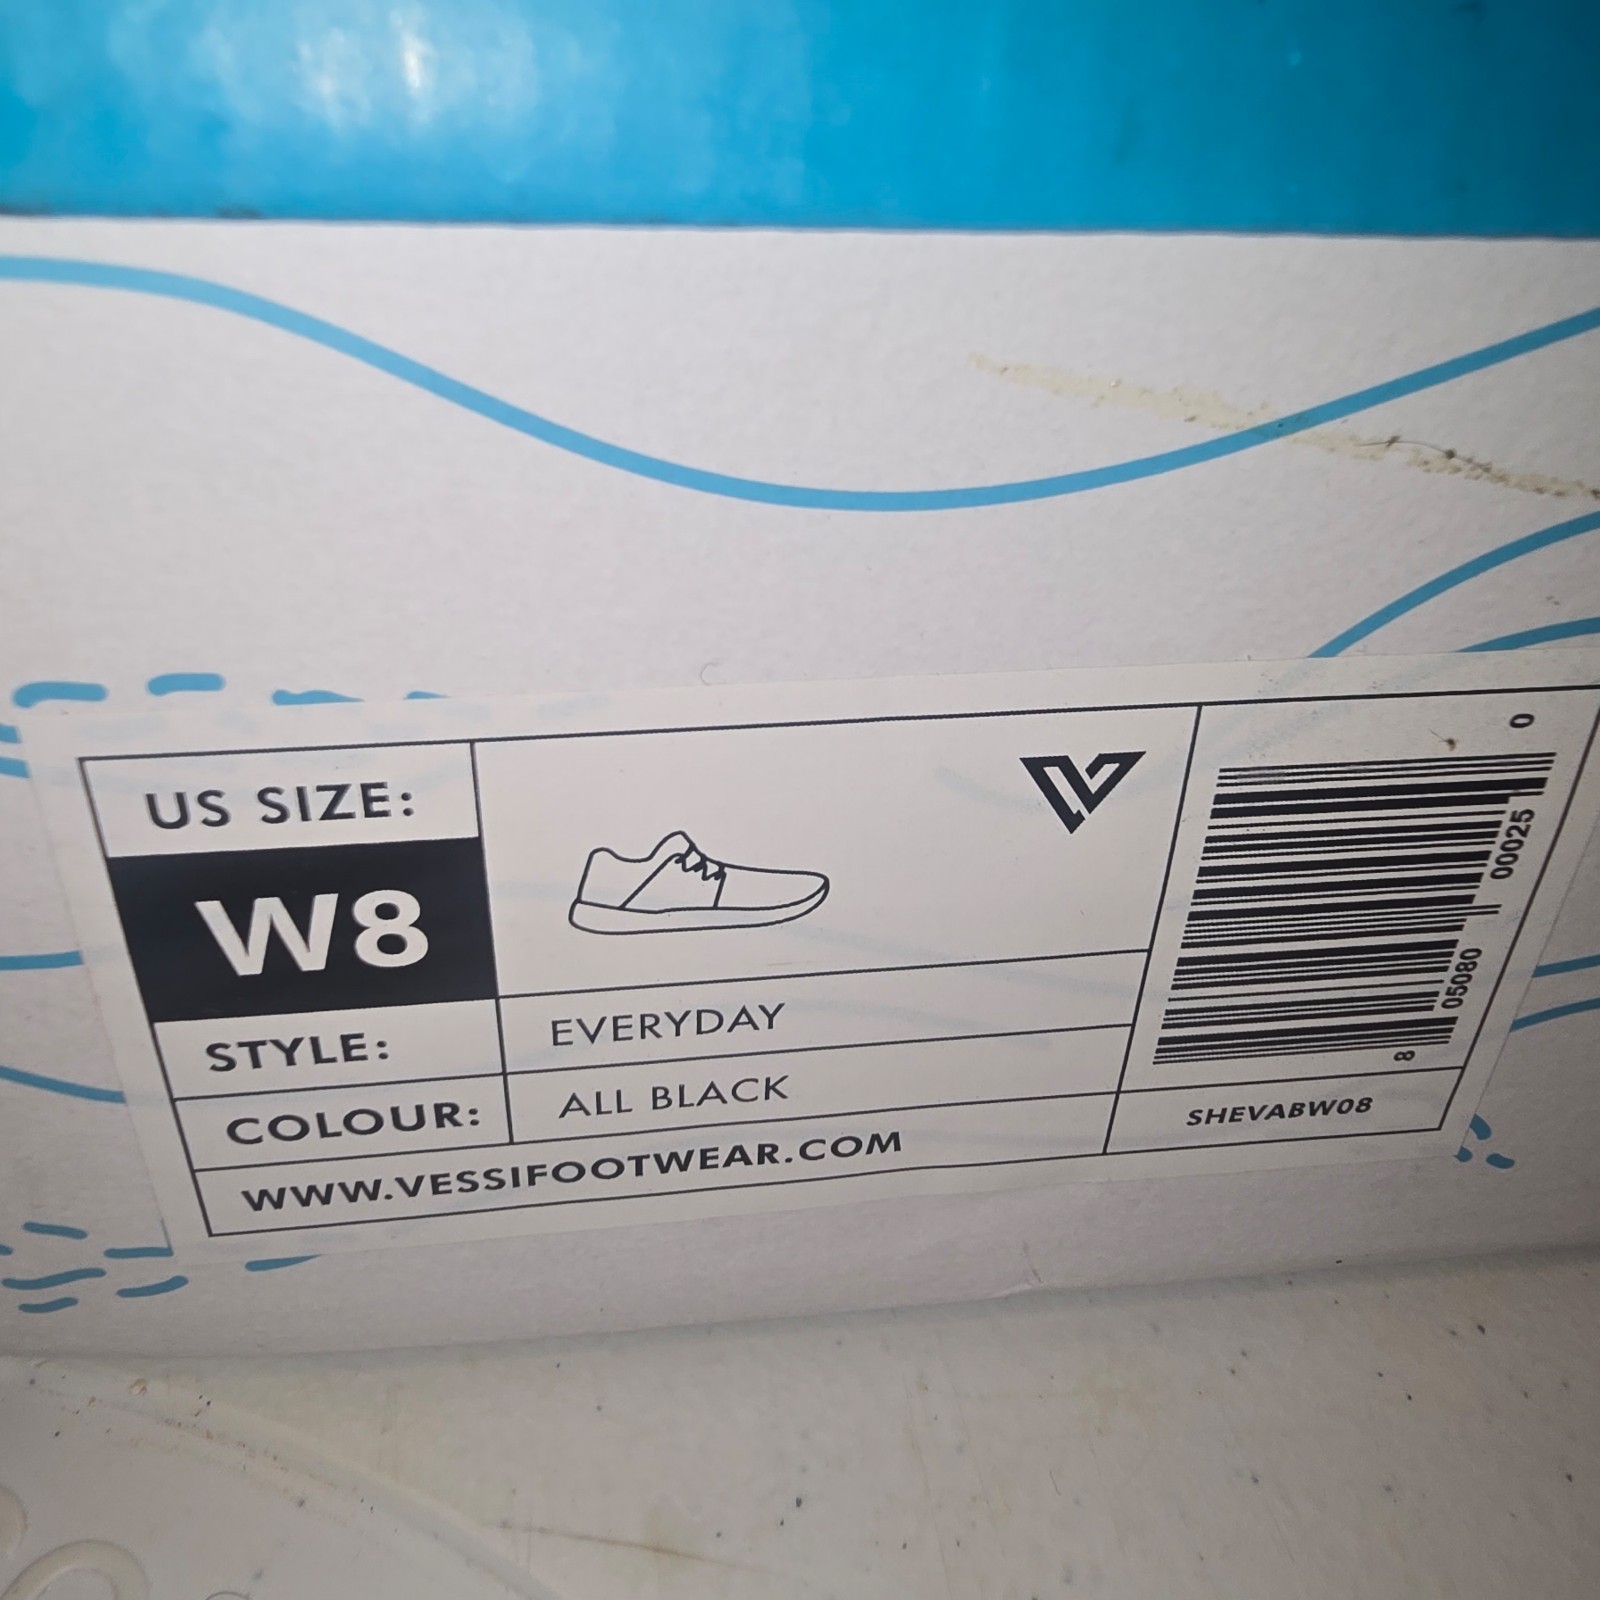 US SIZE:
W8
STYLE: EVERYDAY
COLOUR: ALL BLACK
WWW.VESSIFOOTWEAR.COM
8 05080 00025 0
SHEVABW08